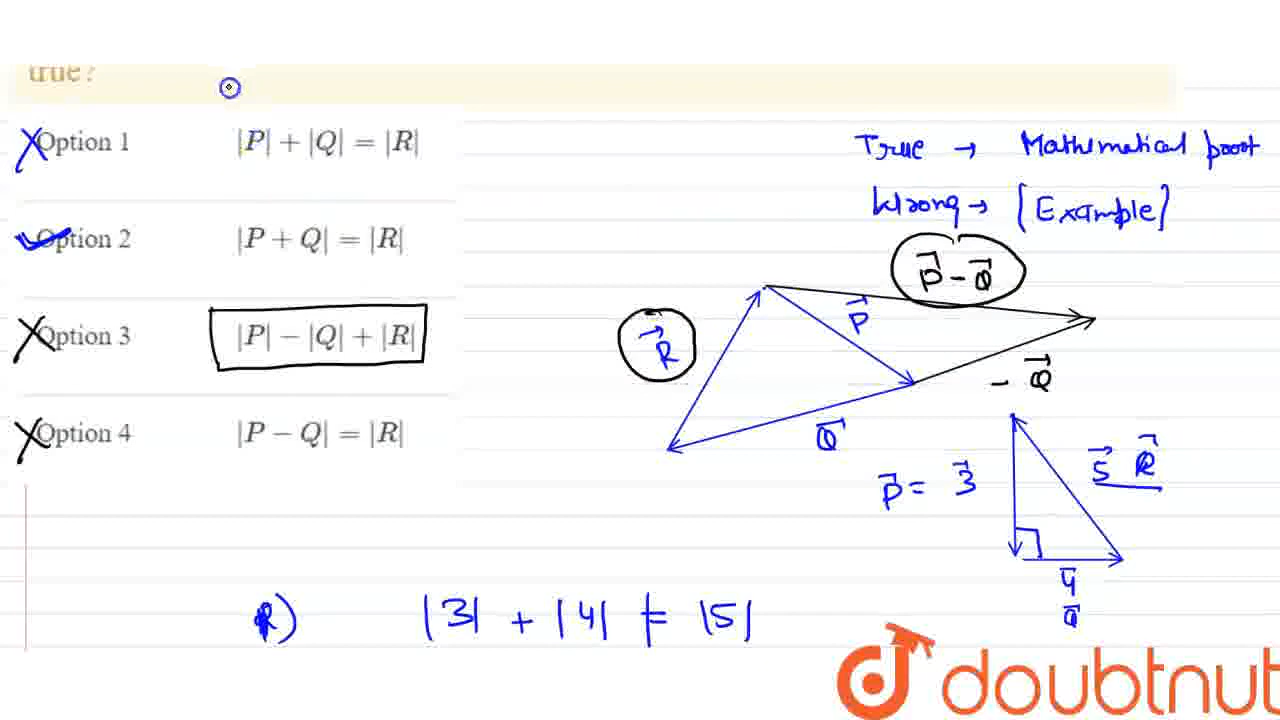 true?
Option 1 |P| + |Q| = |R|
Option 2 |P + Q| = |R|
Option 3 |P| − |Q| + |R|
Option 4 |P − Q| = |R|
True → Mathematical proof
Wrong → [Example]
P⃗ − Q⃗
R⃗
P⃗
− Q⃗
Q⃗
P⃗ = 3⃗
5⃗ R⃗
4⃗
Q⃗
|3| + |4| ≠ |5|
doubtnut